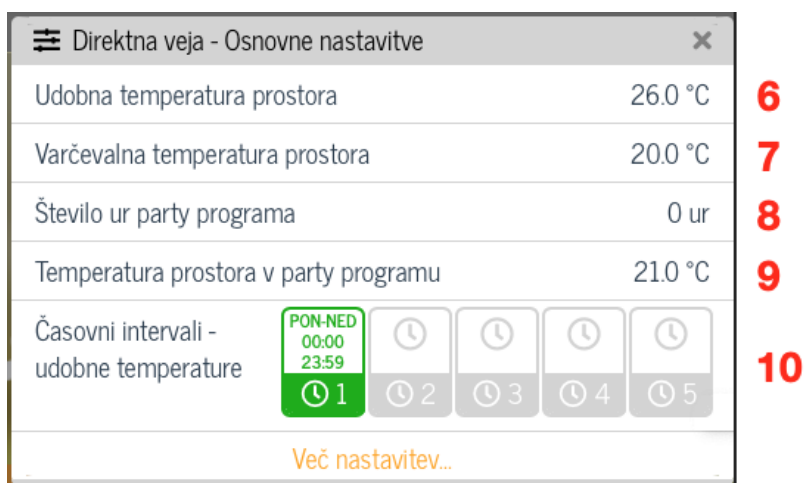 Direktna veja - Osnovne nastavitve ×
Udobna temperatura prostora 26.0 °C 6
Varčevalna temperatura prostora 20.0 °C 7
Število ur party programa 0 ur 8
Temperatura prostora v party programu 21.0 °C 9
Časovni intervali -
udobne temperature
PON-NED
00:00
23:59
1 2 3 4 5
10
Več nastavitev...